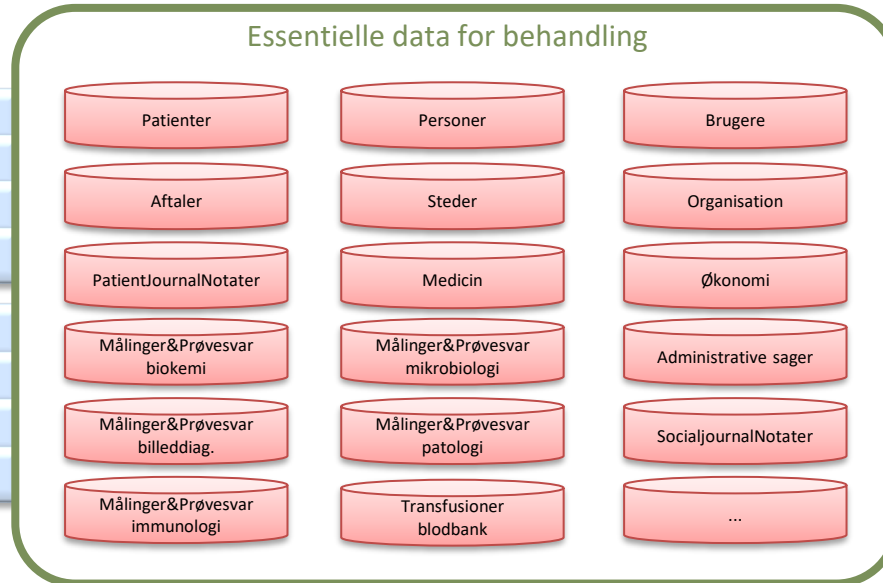 Essentielle data for behandling
Patienter
Personer
Brugere
Aftaler
Steder
Organisation
PatientJournalNotater
Medicin
Økonomi
Målinger&Prøvesvar
biokemi
Målinger&Prøvesvar
mikrobiologi
Administrative sager
Målinger&Prøvesvar
billeddiag.
Målinger&Prøvesvar
patologi
SocialjournalNotater
Målinger&Prøvesvar
immunologi
Transfusioner
blodbank
...